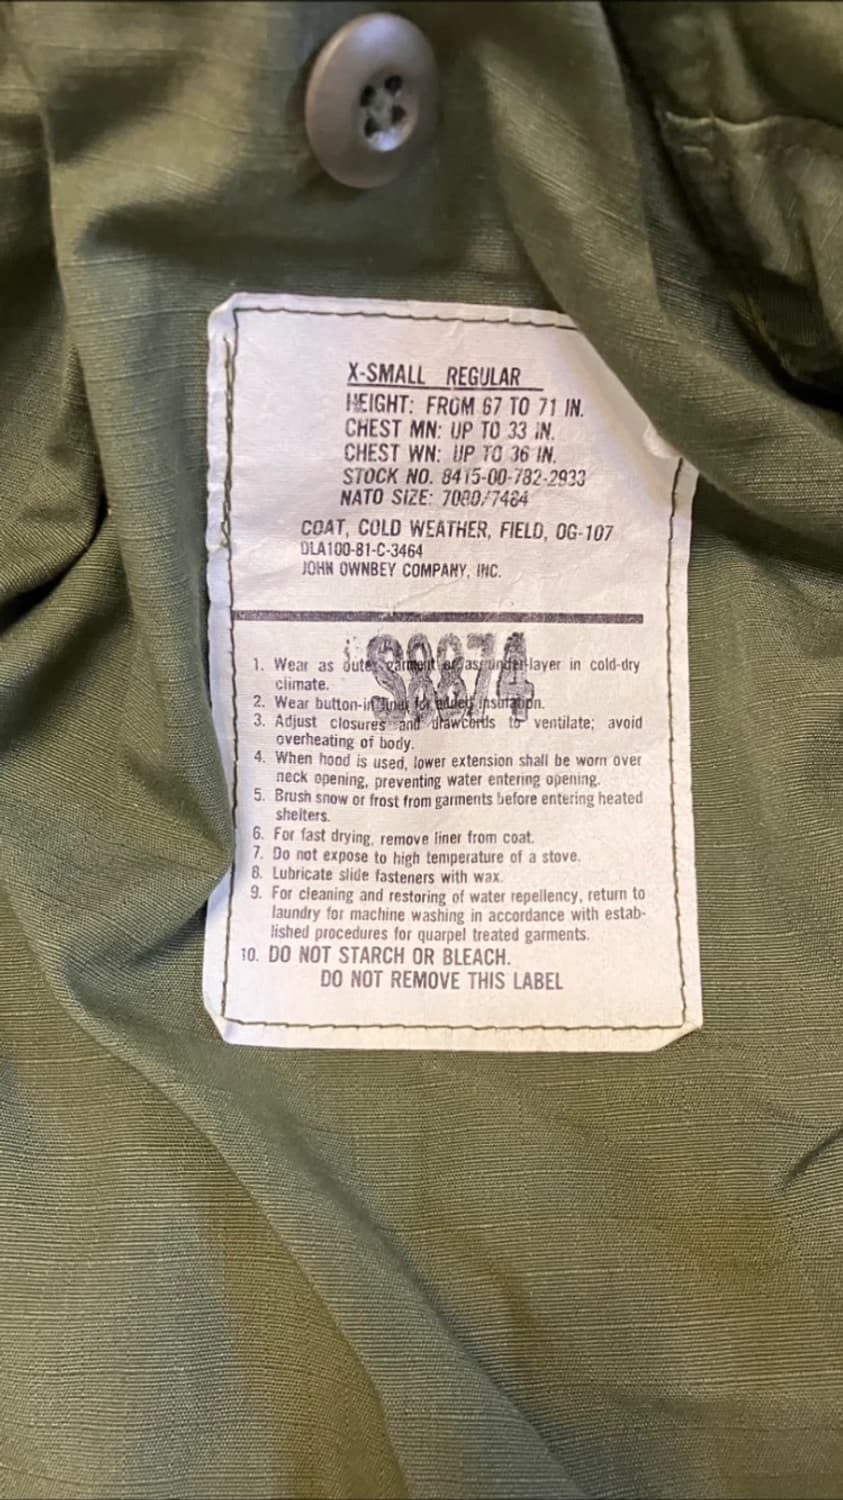 X-SMALL REGULAR
HEIGHT: FROM 67 TO 71 IN.
CHEST MN: UP TO 33 IN.
CHEST WN: UP TO 36 IN.
STOCK NO. 8415-00-782-2933
NATO SIZE: 7080/7484
COAT, COLD WEATHER, FIELD, OG-107
DLA100-81-C-3464
JOHN OWNBEY COMPANY, INC.
S8874
1. Wear as outer garment or as under-layer in cold-dry
climate.
2. Wear button-in liner for added insulation.
3. Adjust closures and drawcords to ventilate; avoid
overheating of body.
4. When hood is used, lower extension shall be worn over
neck opening, preventing water entering opening.
5. Brush snow or frost from garments before entering heated
shelters.
6. For fast drying, remove liner from coat.
7. Do not expose to high temperature of a stove.
8. Lubricate slide fasteners with wax.
9. For cleaning and restoring of water repellency, return to
laundry for machine washing in accordance with estab-
lished procedures for quarpel treated garments.
10. DO NOT STARCH OR BLEACH.
DO NOT REMOVE THIS LABEL